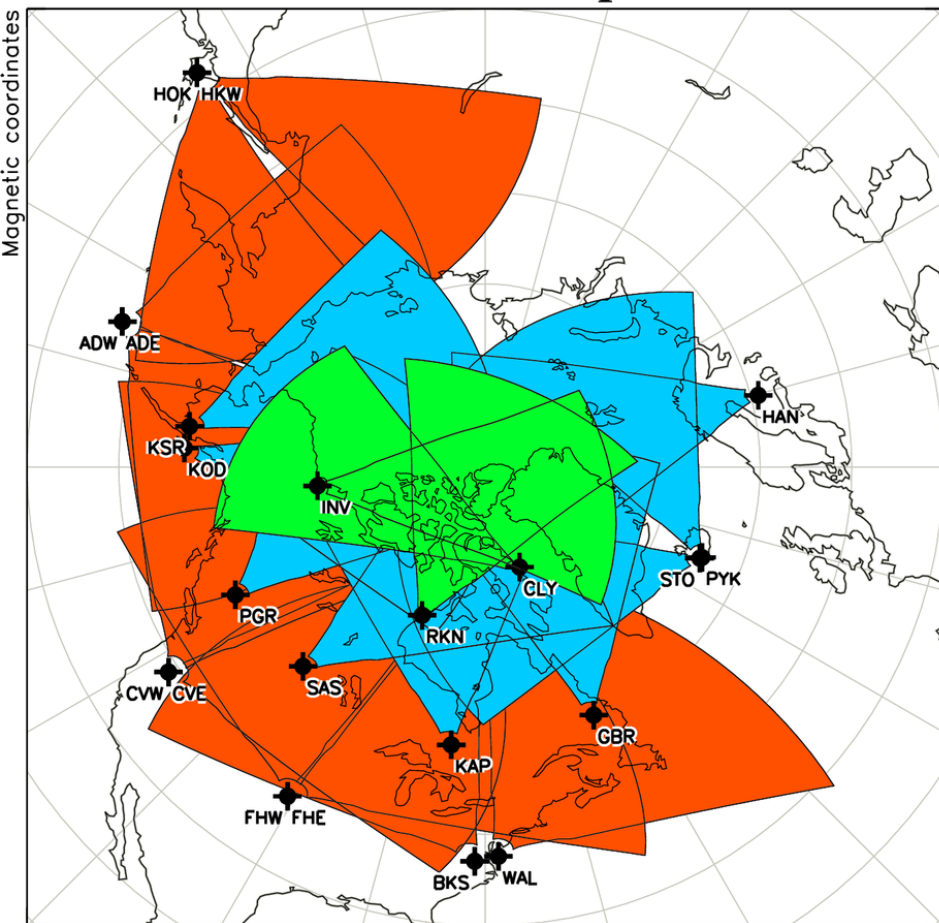 Magnetic coordinates
HOK HKW
ADW ADE
HAN
KSR
KOD
INV
STO PYK
CLY
PGR
RKN
SAS
CVW CVE
GBR
KAP
FHW FHE
BKS
WAL